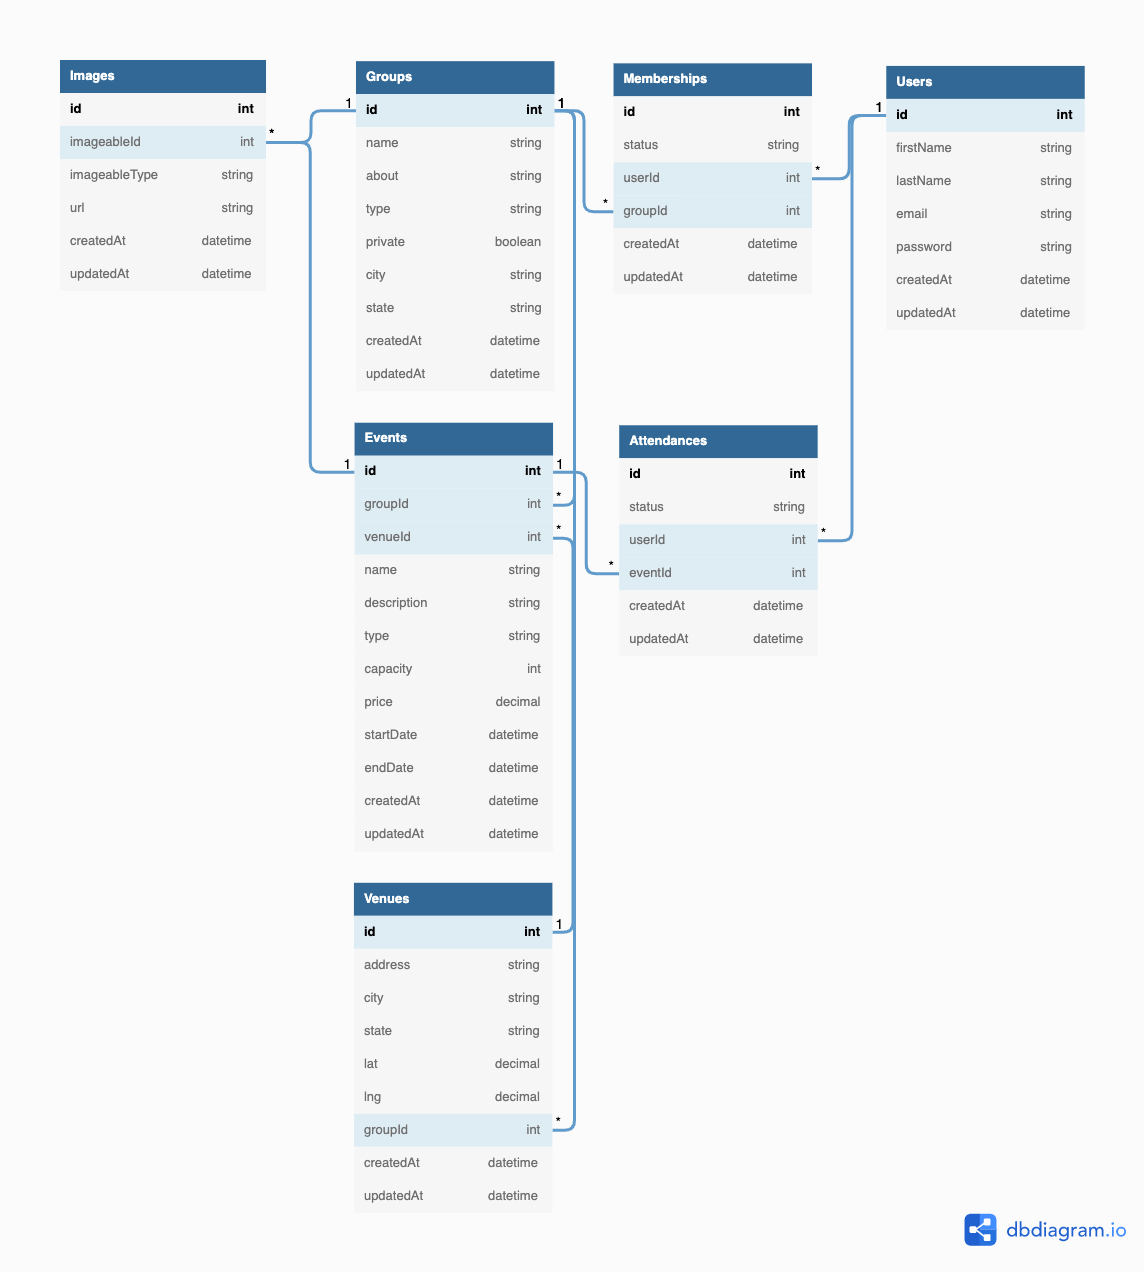 Images
id int
imageableId int
imageableType string
url string
createdAt datetime
updatedAt datetime
*
1
Groups
id int
name string
about string
type string
private boolean
city string
state string
createdAt datetime
updatedAt datetime
1
*
Memberships
id int
status string
userId int
groupId int
createdAt datetime
updatedAt datetime
*
1
Users
id int
firstName string
lastName string
email string
password string
createdAt datetime
updatedAt datetime
1
Events
id int
groupId int
venueId int
name string
description string
type string
capacity int
price decimal
startDate datetime
endDate datetime
createdAt datetime
updatedAt datetime
1
*
*
*
Attendances
id int
status string
userId int
eventId int
createdAt datetime
updatedAt datetime
*
Venues
id int
address string
city string
state string
lat decimal
lng decimal
groupId int
createdAt datetime
updatedAt datetime
1
*
dbdiagram.io